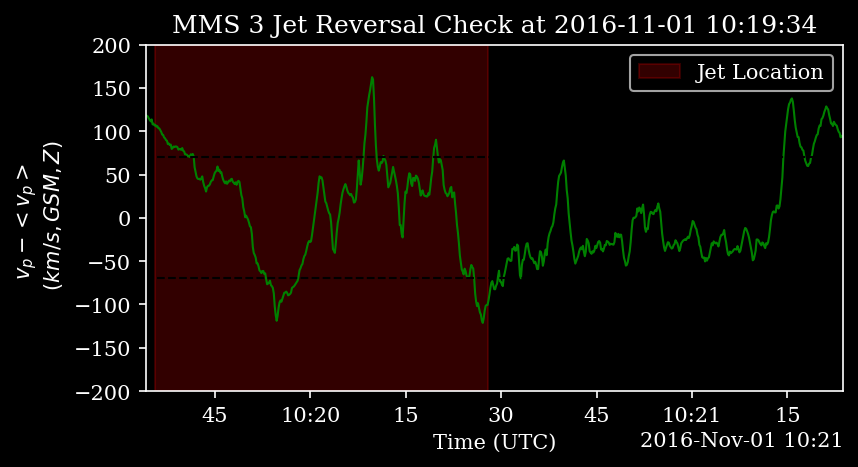 MMS 3 Jet Reversal Check at 2016-11-01 10:19:34
Jet Location
200
150
100
50
0
−50
−100
−150
−200
v_p − <v_p>
(km/s, GSM, Z)
45 10:20 15 30 45 10:21 15
Time (UTC)
2016-Nov-01 10:21